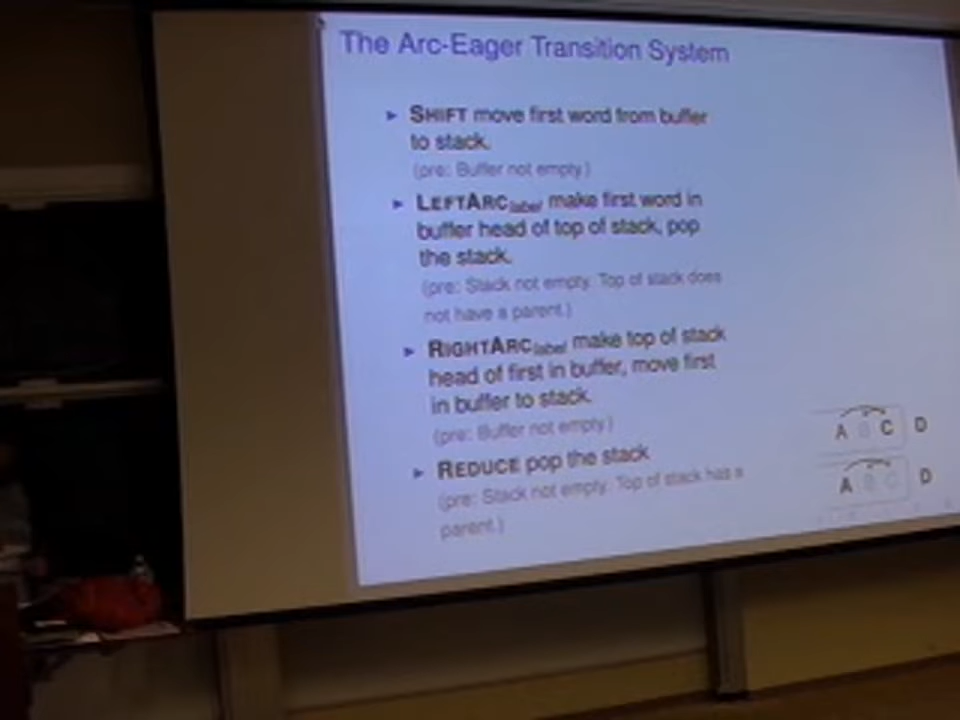 The Arc-Eager Transition System
► SHIFT move first word from buffer
to stack.
(pre: Buffer not empty.)
► LEFTARClabel make first word in
buffer head of top of stack, pop
the stack.
(pre: Stack not empty. Top of stack does
not have a parent.)
► RIGHTARClabel make top of stack
head of first in buffer, move first
in buffer to stack.
(pre: Buffer not empty.)
► REDUCE pop the stack
(pre: Stack not empty. Top of stack has a
parent.)
A B C D
A B C D